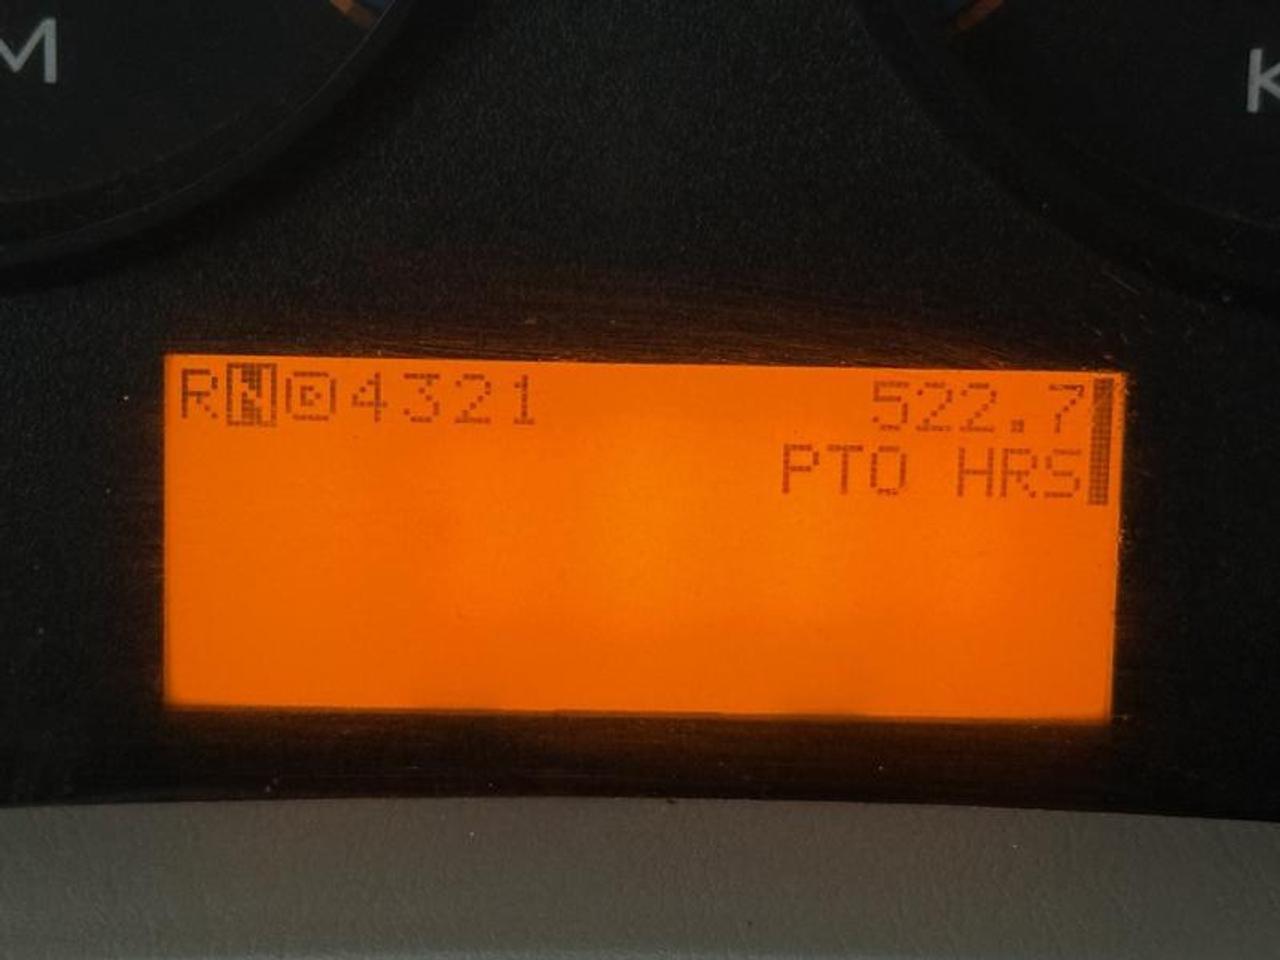 M
K
RND4321 522.7
PTO HRS